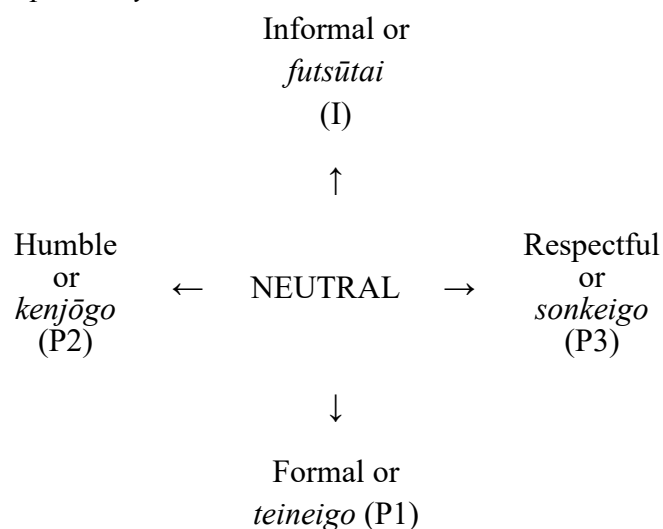 Informal or
futsūtai
(I)
↑
Humble
or
kenjōgo
(P2)
← NEUTRAL →
Respectful
or
sonkeigo
(P3)
↓
Formal or
teineigo (P1)